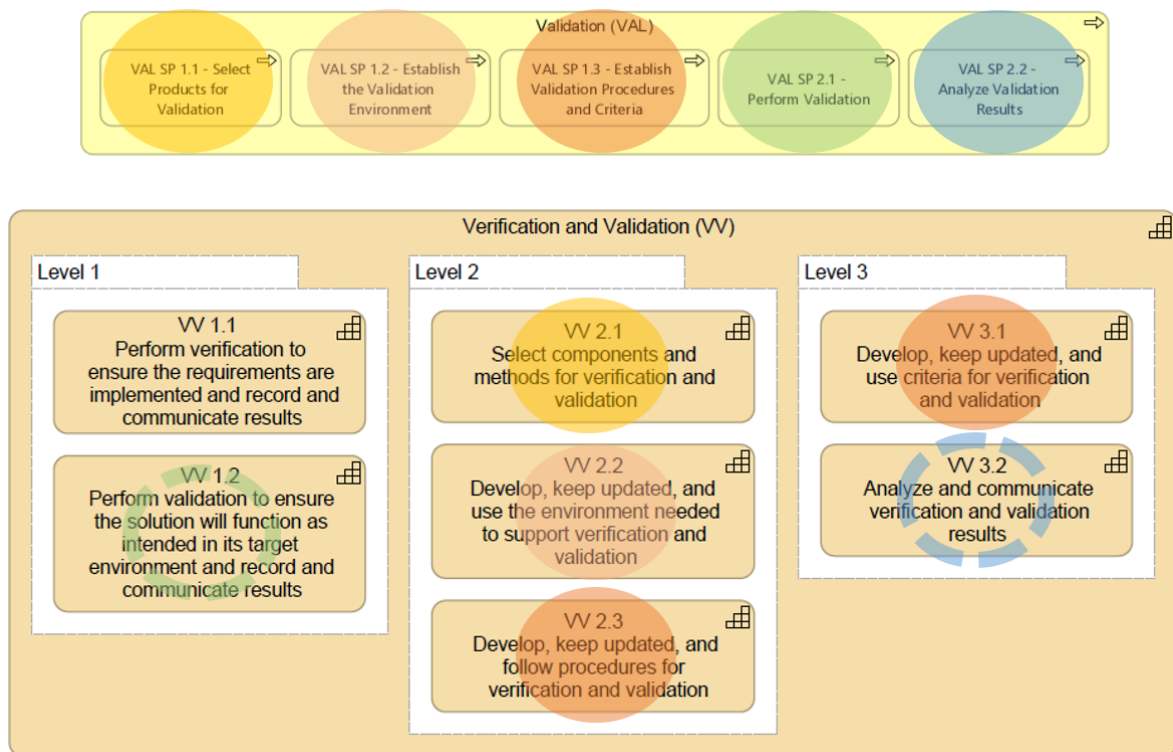 Validation (VAL)
VAL SP 1.1 - Select
Products for
Validation
VAL SP 1.2 - Establish
the Validation
Environment
VAL SP 1.3 - Establish
Validation Procedures
and Criteria
VAL SP 2.1 -
Perform Validation
VAL SP 2.2 -
Analyze Validation
Results
Verification and Validation (VV)
Level 1
VV 1.1
Perform verification to
ensure the requirements are
implemented and record and
communicate results
VV 1.2
Perform validation to ensure
the solution will function as
intended in its target
environment and record and
communicate results
Level 2
VV 2.1
Select components and
methods for verification and
validation
VV 2.2
Develop, keep updated, and
use the environment needed
to support verification and
validation
VV 2.3
Develop, keep updated, and
follow procedures for
verification and validation
Level 3
VV 3.1
Develop, keep updated, and
use criteria for verification
and validation
VV 3.2
Analyze and communicate
verification and validation
results